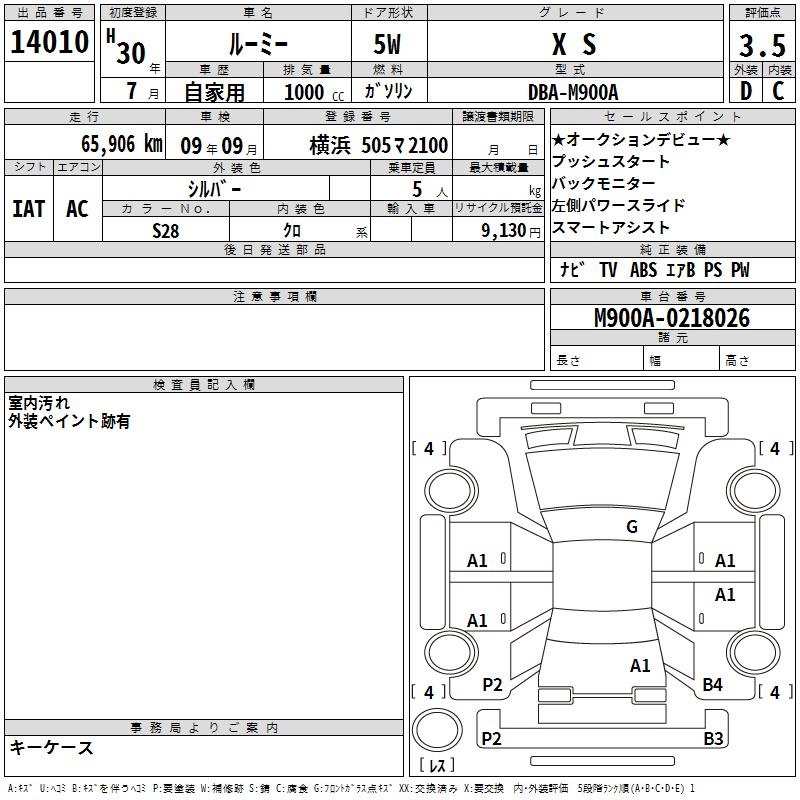 出品番号 初度登録 車名 ドア形状 グレード 評価点
14010 H30年 ルーミー 5W X S 3.5
車歴 排気量 燃料 型式 外装 内装
7月 自家用 1000 CC ガソリン DBA-M900A D C
走行 車検 登録番号 譲渡書類期限 セールスポイント
65,906 km 09年09月 横浜 505マ2100 月 日
★オークションデビュー★
プッシュスタート
バックモニター
左側パワースライド
スマートアシスト
シフト エアコン 外装色 乗車定員 最大積載量
IAT AC シルバー 5人 kg
カラーNo. 内装色 輸入車 リサイクル預託金
S28 クロ 系 9,130円
後日発送部品 純正装備
ナビ TV ABS エアB PS PW
注意事項欄 車台番号
M900A-0218026
諸元
長さ 幅 高さ
検査員記入欄
室内汚れ
外装ペイント跡有
[ 4 ] [ 4 ]
G
A1 A1
A1
A1
A1
P2 B4
[ 4 ] [ 4 ]
P2 B3
[ レス ]
事務局よりご案内
キーケース
A:キズ U:ヘコミ B:キズを伴うヘコミ P:要塗装 W:補修跡 S:錆 C:腐食 G:フロントガラス点キズ XX:交換済み X:要交換 内・外装評価 5段階ランク順(A・B・C・D・E) 1